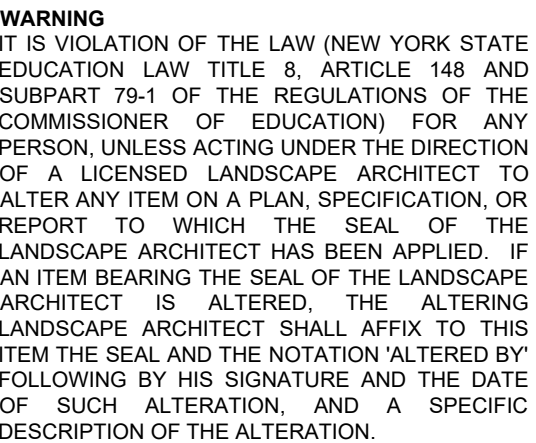 WARNING
IT IS VIOLATION OF THE LAW (NEW YORK STATE
EDUCATION LAW TITLE 8, ARTICLE 148 AND
SUBPART 79-1 OF THE REGULATIONS OF THE
COMMISSIONER OF EDUCATION) FOR ANY
PERSON, UNLESS ACTING UNDER THE DIRECTION
OF A LICENSED LANDSCAPE ARCHITECT TO
ALTER ANY ITEM ON A PLAN, SPECIFICATION, OR
REPORT TO WHICH THE SEAL OF THE
LANDSCAPE ARCHITECT HAS BEEN APPLIED. IF
AN ITEM BEARING THE SEAL OF THE LANDSCAPE
ARCHITECT IS ALTERED, THE ALTERING
LANDSCAPE ARCHITECT SHALL AFFIX TO THIS
ITEM THE SEAL AND THE NOTATION 'ALTERED BY'
FOLLOWING BY HIS SIGNATURE AND THE DATE
OF SUCH ALTERATION, AND A SPECIFIC
DESCRIPTION OF THE ALTERATION.